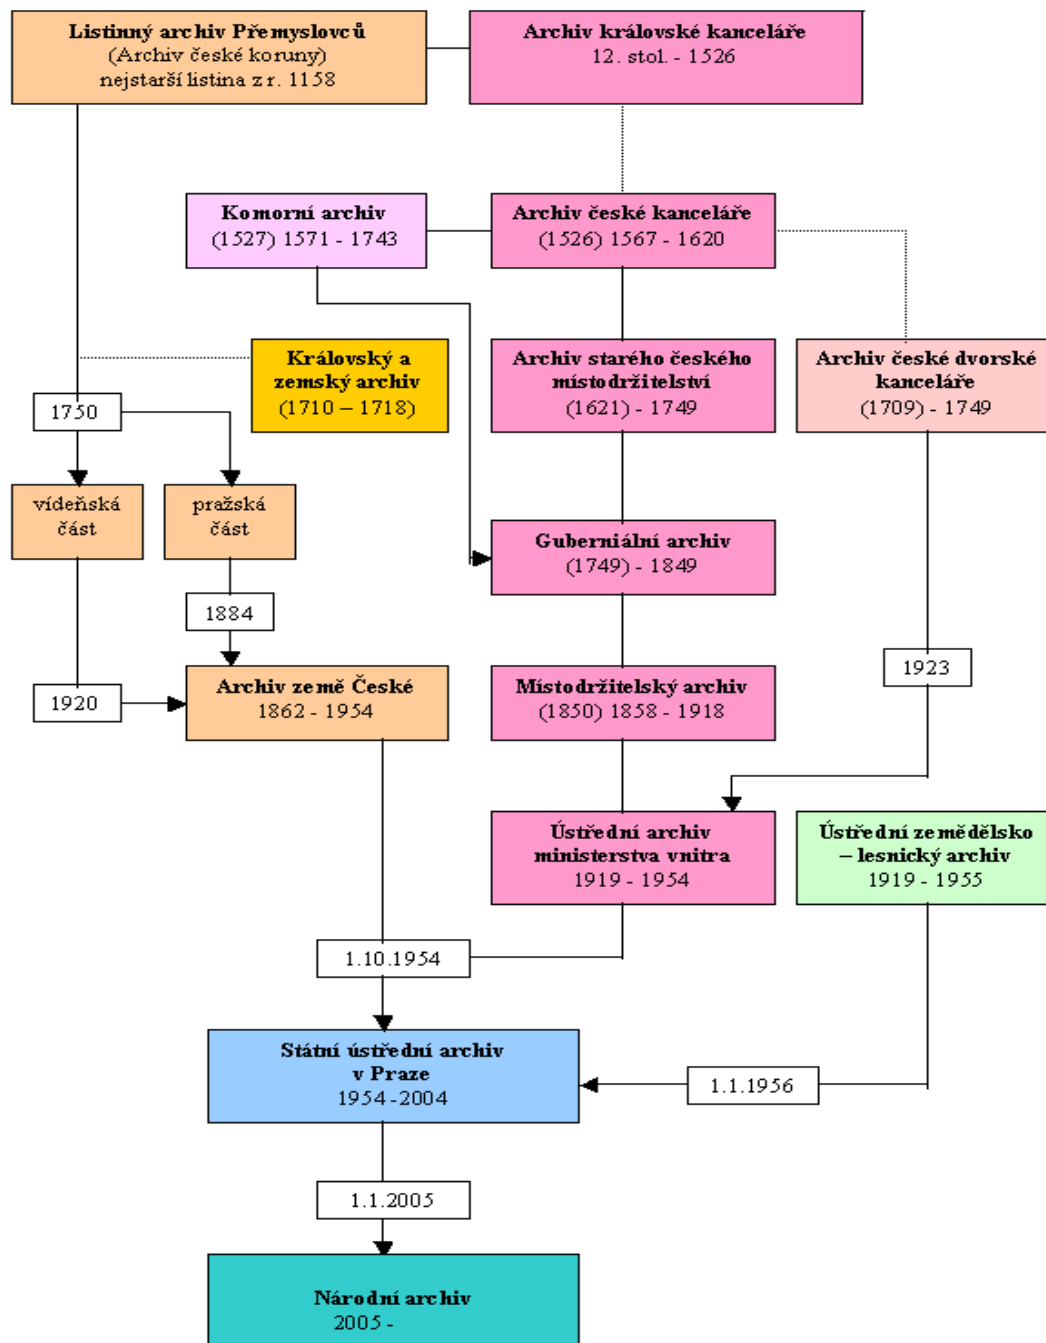 Listinný archiv Přemyslovců
(Archiv české koruny)
nejstarší listina z r. 1158
Archiv královské kanceláře
12. stol. - 1526
Komorní archiv
(1527) 1571 - 1743
Archiv české kanceláře
(1526) 1567 - 1620
Královský a
zemský archiv
(1710 – 1718)
Archiv starého českého
místodržitelství
(1621) - 1749
Archiv české dvorské
kanceláře
(1709) - 1749
1750
vídeňská
část
pražská
část
Guberniální archiv
(1749) - 1849
1884
1920
Archiv země České
1862 - 1954
Místodržitelský archiv
(1850) 1858 - 1918
1923
Ústřední archiv
ministerstva vnitra
1919 - 1954
Ústřední zemědělsko
– lesnický archiv
1919 - 1955
1.10.1954
Státní ústřední archiv
v Praze
1954 -2004
1.1.1956
1.1.2005
Národní archiv
2005 -